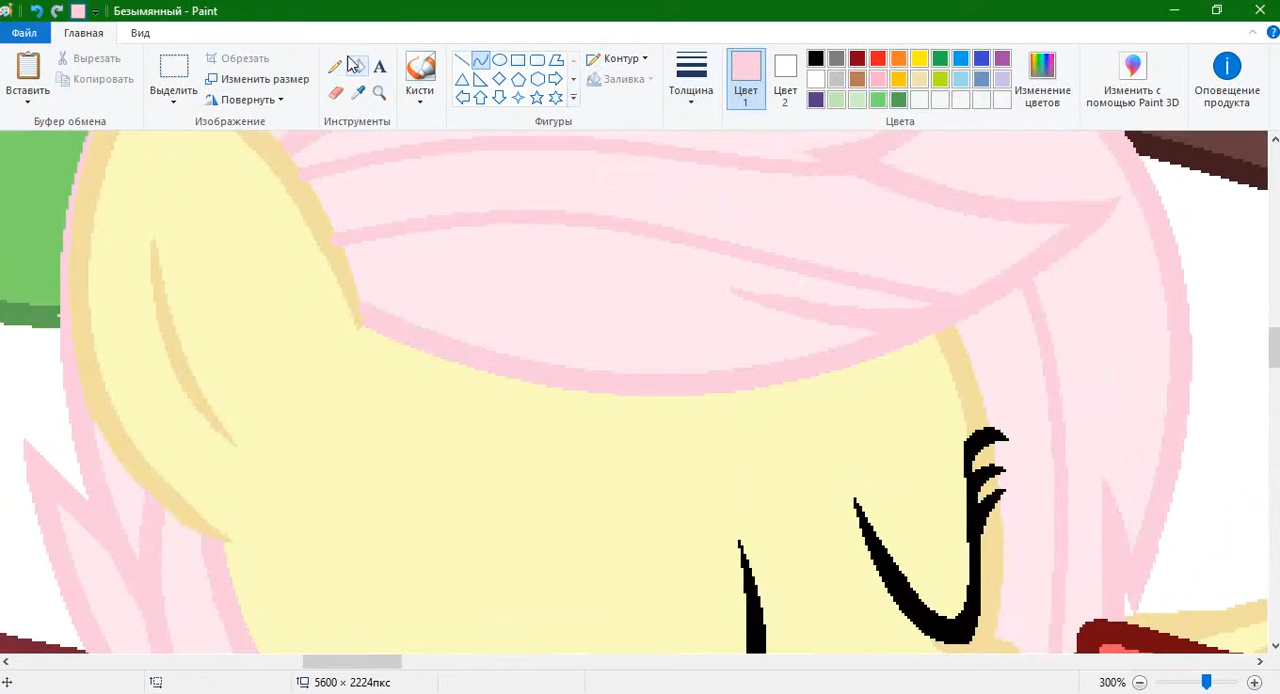 Безымянный - Paint
Файл Главная Вид
Вставить
Вырезать
Копировать
Буфер обмена
Выделить
Обрезать
Изменить размер
Повернуть
Изображение
A
Инструменты
Кисти
Контур
Заливка
Фигуры
Толщина
Цвет
1
Цвет
2
Изменение
цветов
Цвета
Изменить с
помощью Paint 3D
Оповещение
продукта
5600 × 2224пкс
300%